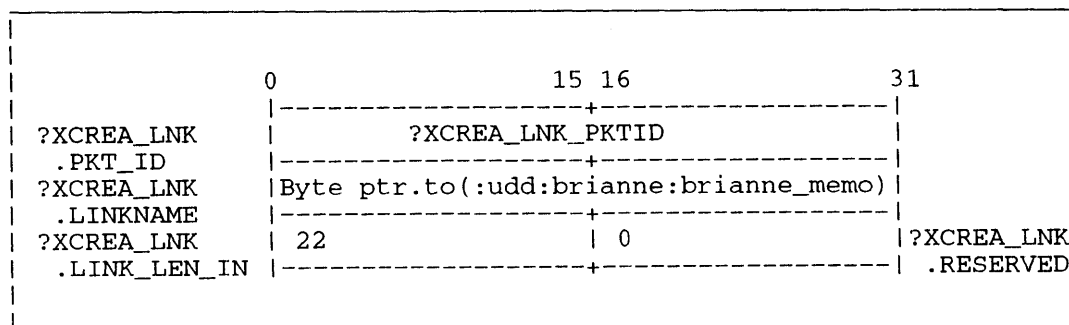 0 15 16 31
|------------------+------------------|
?XCREA_LNK | ?XCREA_LNK_PKTID |
.PKT_ID |------------------+------------------|
?XCREA_LNK |Byte ptr.to(:udd:brianne:brianne_memo)|
.LINKNAME |------------------+------------------|
?XCREA_LNK | 22 | 0 |?XCREA_LNK
.LINK_LEN_IN |------------------+------------------| .RESERVED